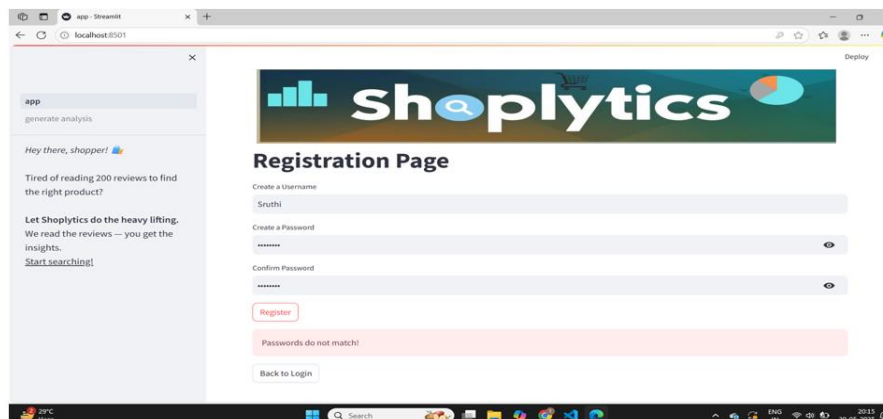 app · Streamlit
localhost:8501
Deploy
app
generate analysis
Hey there, shopper!
Tired of reading 200 reviews to find
the right product?
Let Shoplytics do the heavy lifting.
We read the reviews — you get the
insights.
Start searching!
Shoplytics
Registration Page
Create a Username
Sruthi
Create a Password
••••••••
Confirm Password
••••••••
Register
Passwords do not match!
Back to Login
2
29°C
Search
ENG
IN
20:15